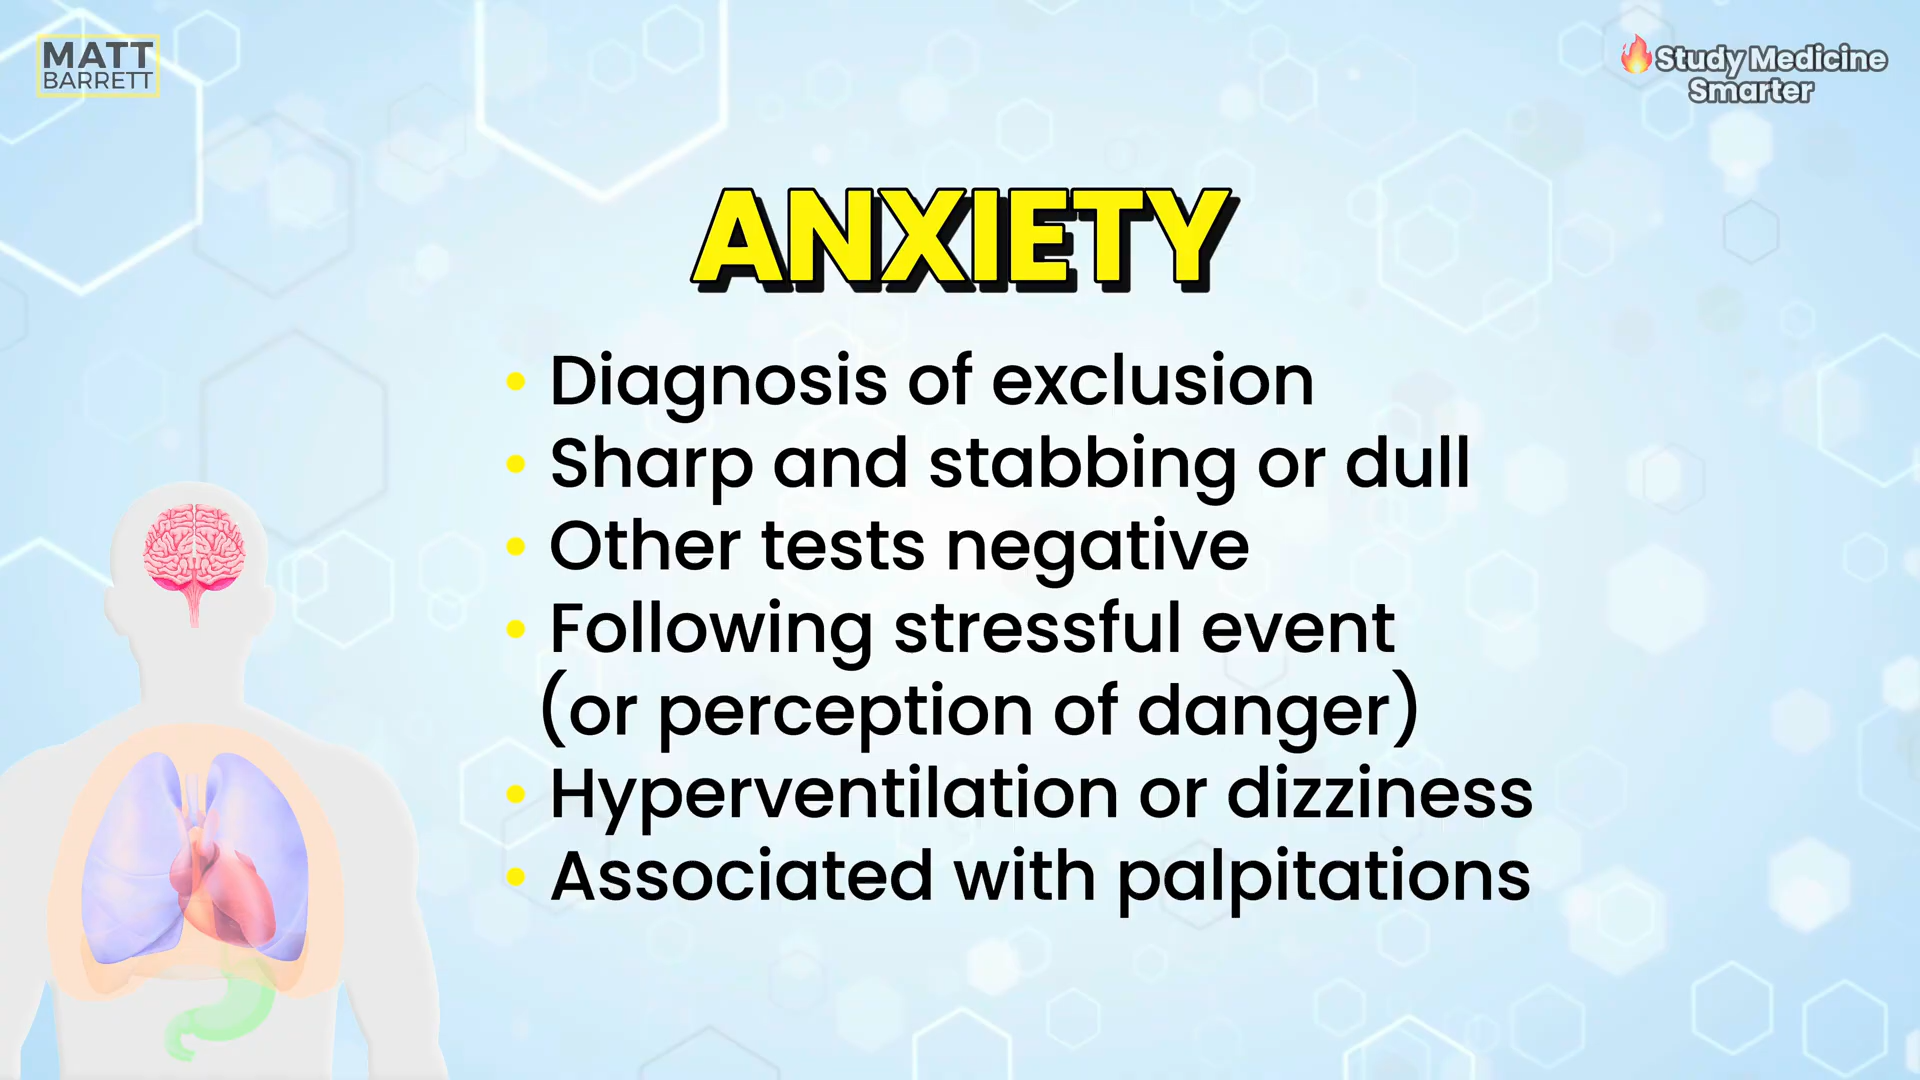 MATT
BARRETT
Study Medicine
Smarter
ANXIETY
• Diagnosis of exclusion
• Sharp and stabbing or dull
• Other tests negative
• Following stressful event
(or perception of danger)
• Hyperventilation or dizziness
• Associated with palpitations